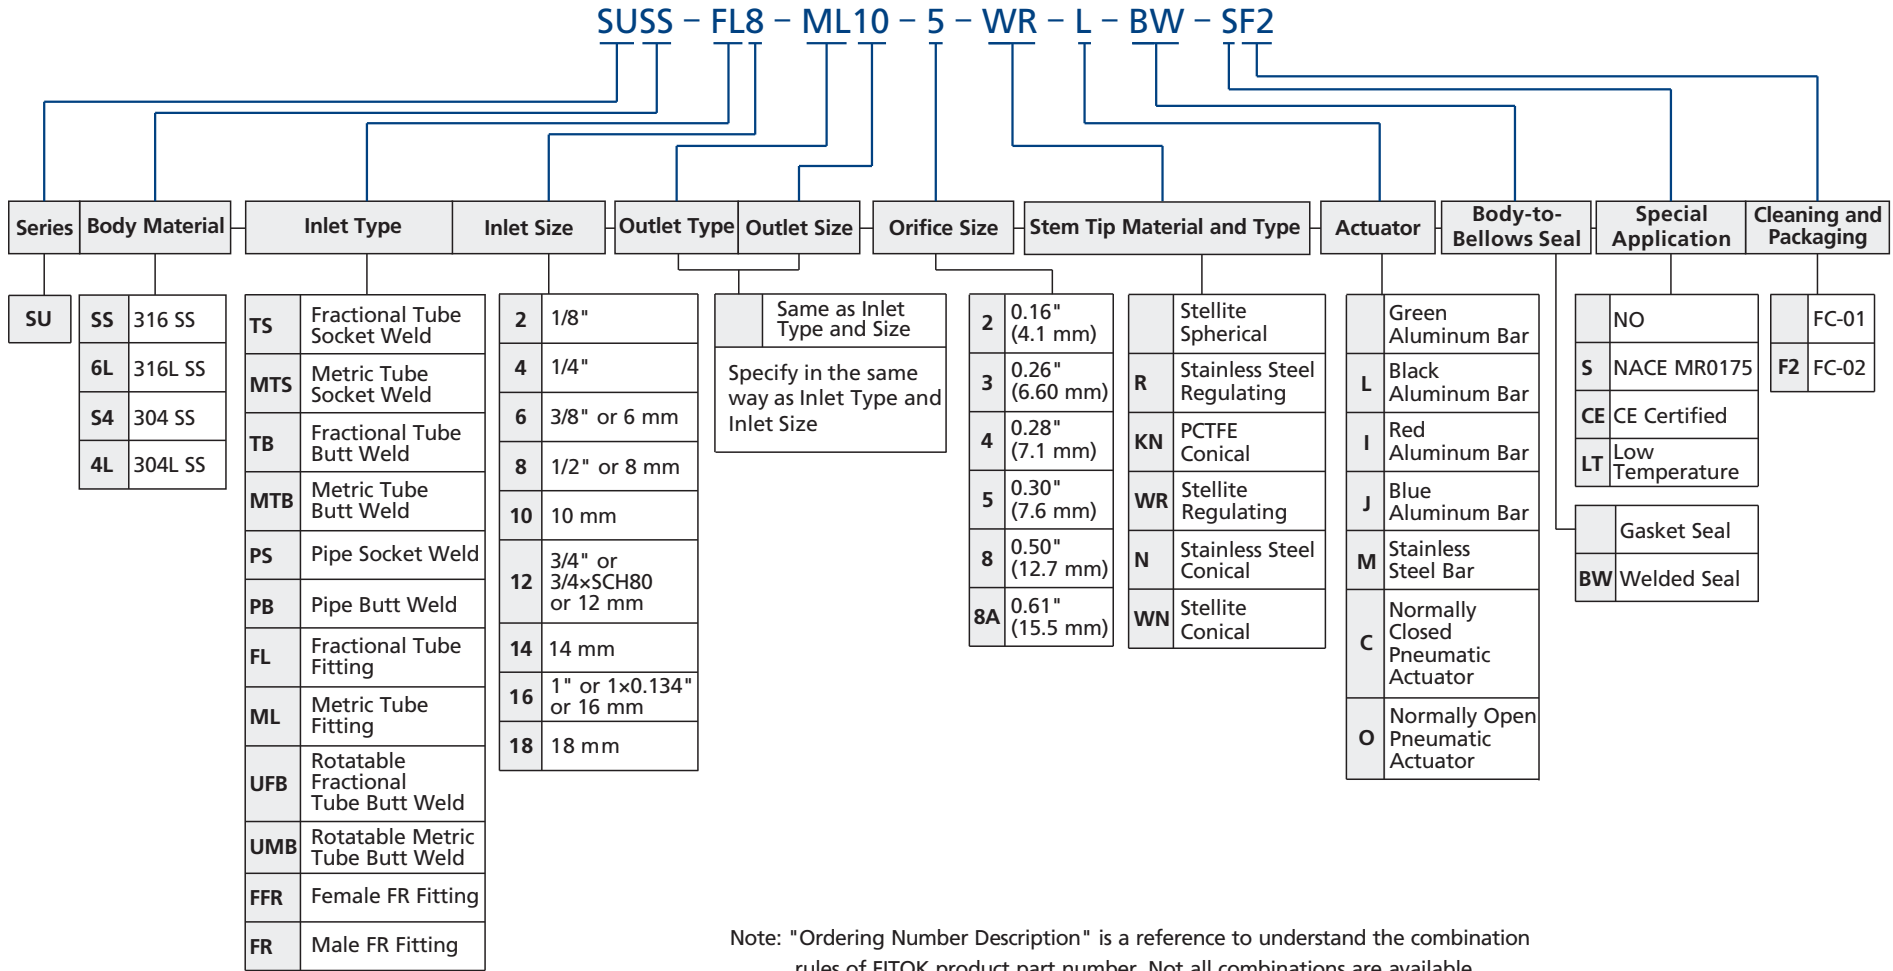 SUSS – FL8 – ML10 – 5 – WR – L – BW – SF2
Series
Body Material
Inlet Type
Inlet Size
Outlet Type
Outlet Size
Orifice Size
Stem Tip Material and Type
Actuator
Body-to-
Bellows Seal
Special
Application
Cleaning and
Packaging
SU
SS 316 SS
6L 316L SS
S4 304 SS
4L 304L SS
TS Fractional Tube
Socket Weld
MTS Metric Tube
Socket Weld
TB Fractional Tube
Butt Weld
MTB Metric Tube
Butt Weld
PS Pipe Socket Weld
PB Pipe Butt Weld
FL Fractional Tube
Fitting
ML Metric Tube
Fitting
UFB Rotatable
Fractional
Tube Butt Weld
UMB Rotatable Metric
Tube Butt Weld
FFR Female FR Fitting
FR Male FR Fitting
2 1/8"
4 1/4"
6 3/8" or 6 mm
8 1/2" or 8 mm
10 10 mm
12 3/4" or
3/4×SCH80
or 12 mm
14 14 mm
16 1" or 1×0.134"
or 16 mm
18 18 mm
Same as Inlet
Type and Size
Specify in the same
way as Inlet Type and
Inlet Size
2 0.16"
(4.1 mm)
3 0.26"
(6.60 mm)
4 0.28"
(7.1 mm)
5 0.30"
(7.6 mm)
8 0.50"
(12.7 mm)
8A 0.61"
(15.5 mm)
Stellite
Spherical
R Stainless Steel
Regulating
KN PCTFE
Conical
WR Stellite
Regulating
N Stainless Steel
Conical
WN Stellite
Conical
Green
Aluminum Bar
L Black
Aluminum Bar
I Red
Aluminum Bar
J Blue
Aluminum Bar
M Stainless
Steel Bar
C Normally
Closed
Pneumatic
Actuator
O Normally Open
Pneumatic
Actuator
NO
S NACE MR0175
CE CE Certified
LT Low
Temperature
Gasket Seal
BW Welded Seal
FC-01
F2 FC-02
Note: "Ordering Number Description" is a reference to understand the combination
rules of FITOK product part number. Not all combinations are available.